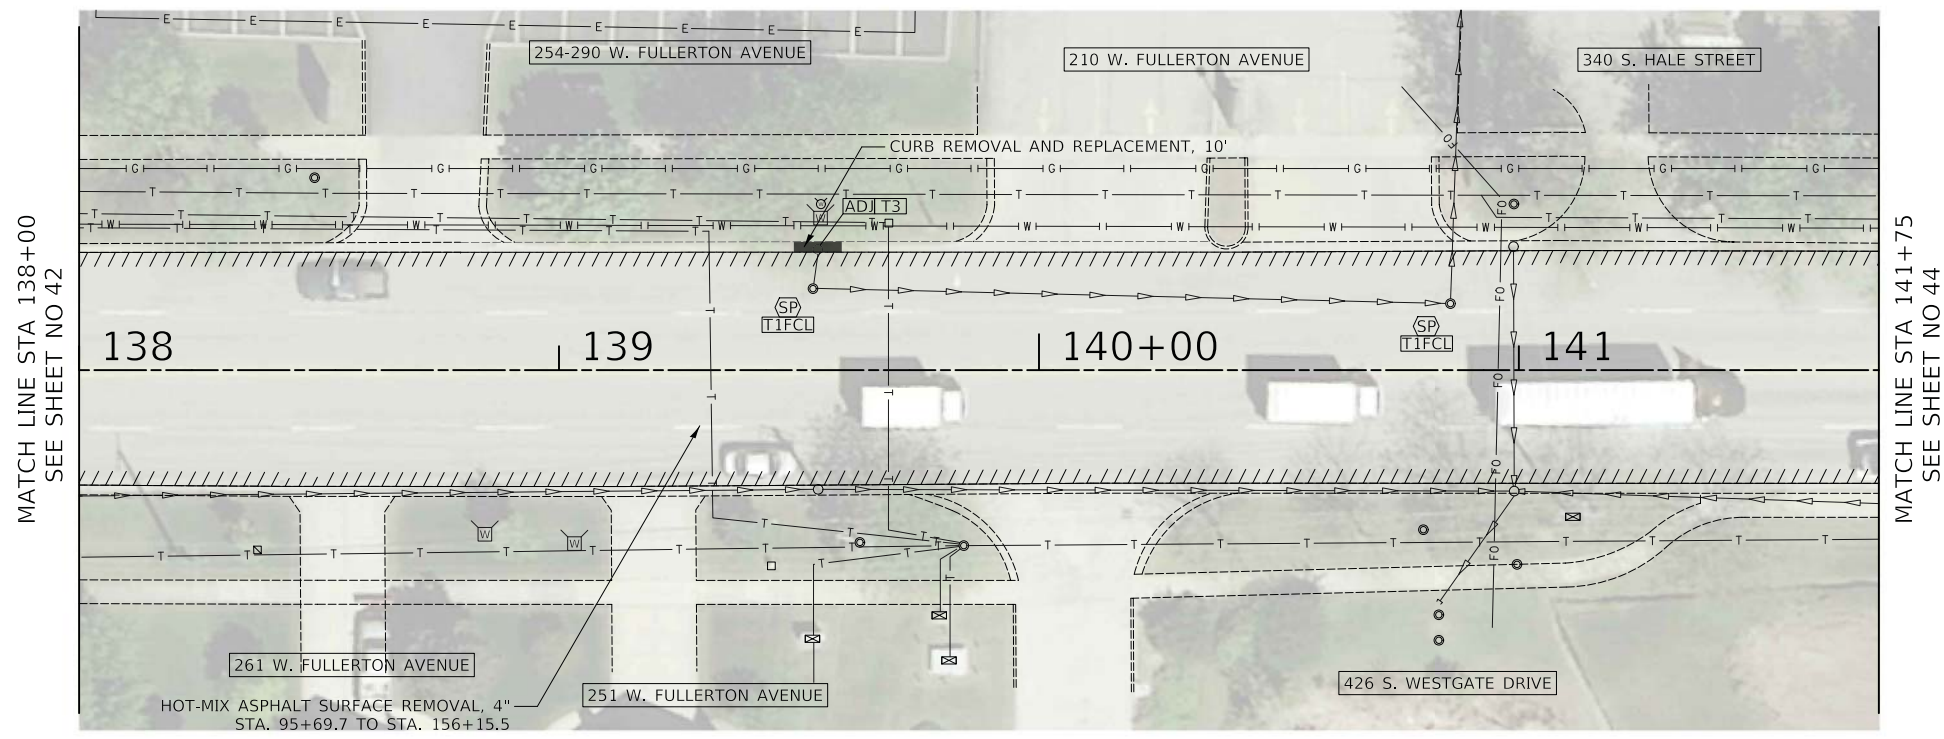 254-290 W. FULLERTON AVENUE
210 W. FULLERTON AVENUE
340 S. HALE STREET
CURB REMOVAL AND REPLACEMENT, 10'
ADJ T3
MATCH LINE STA 138+00
SEE SHEET NO 42
SP
T1FCL
SP
T1FCL
138
139
140+00
141
MATCH LINE STA 141+75
SEE SHEET NO 44
261 W. FULLERTON AVENUE
HOT-MIX ASPHALT SURFACE REMOVAL, 4"
STA. 95+69.7 TO STA. 156+15.5
251 W. FULLERTON AVENUE
426 S. WESTGATE DRIVE